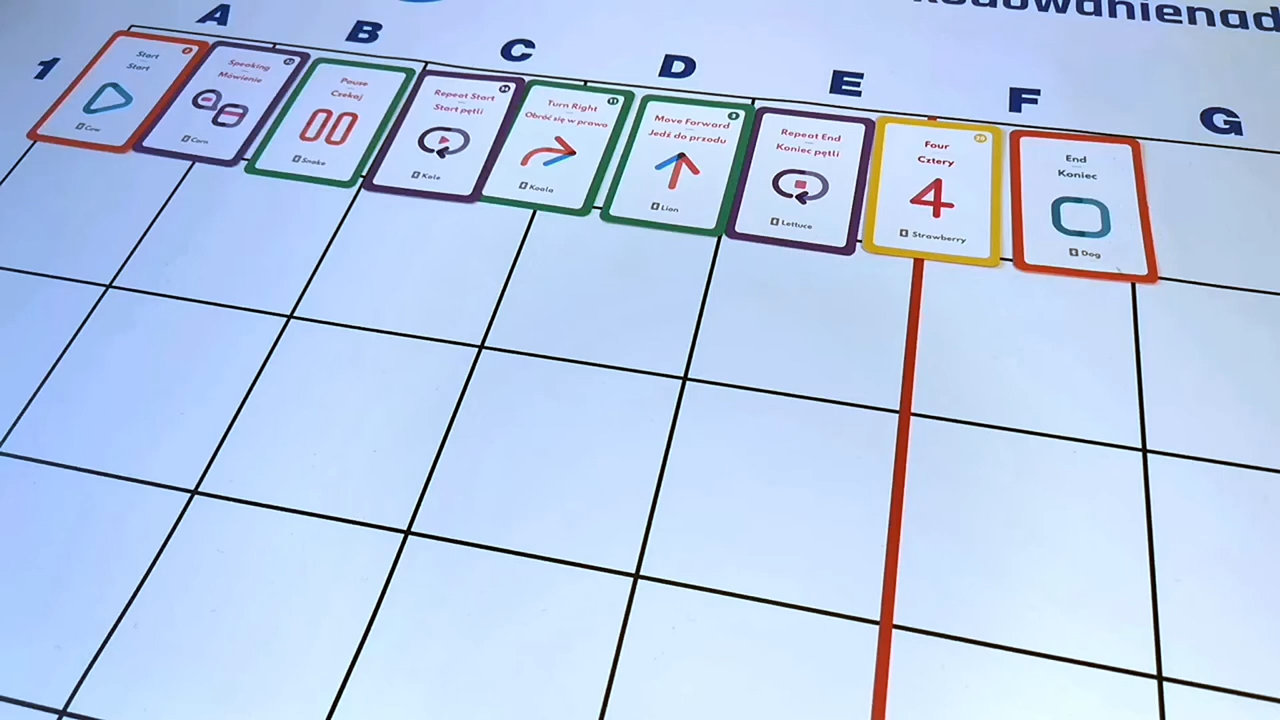 A
B
C
D
E
F
G
1
Start
Start
Cow
Speaking
Mówienie
Corn
Pause
Czekaj
Snake
Repeat Start
Start pętli
Kale
Turn Right
Obróć się w prawo
Koala
Move Forward
Jedź do przodu
Lion
Repeat End
Koniec pętli
Lettuce
Four
Cztery
4
Strawberry
End
Koniec
Dog